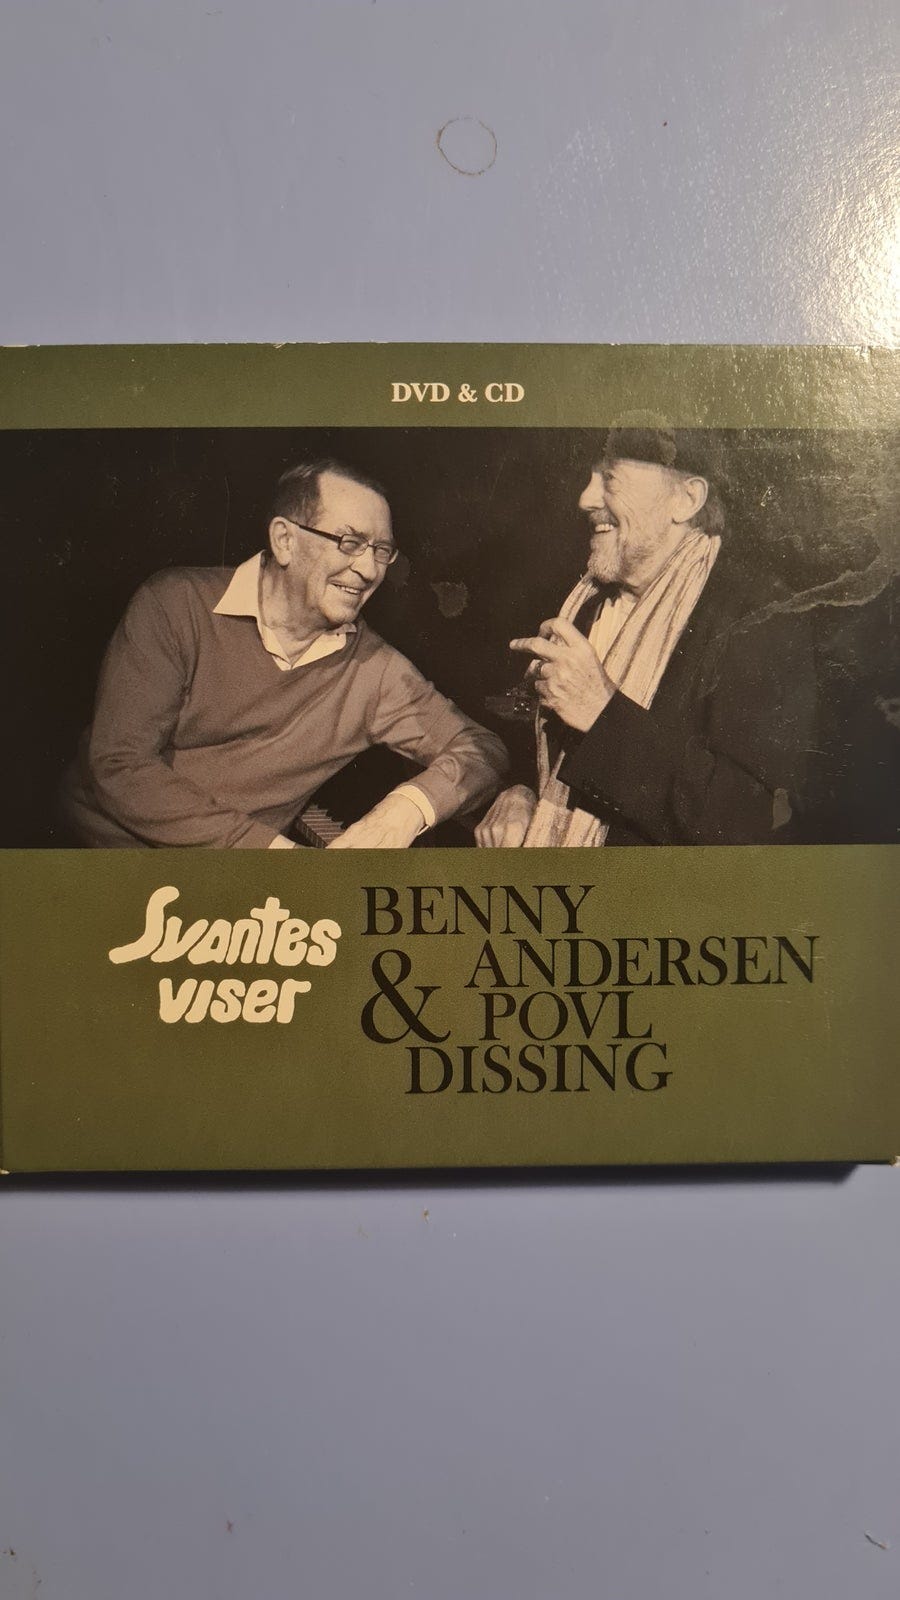 DVD & CD
Svantes
viser
BENNY
ANDERSEN
& POVL
DISSING